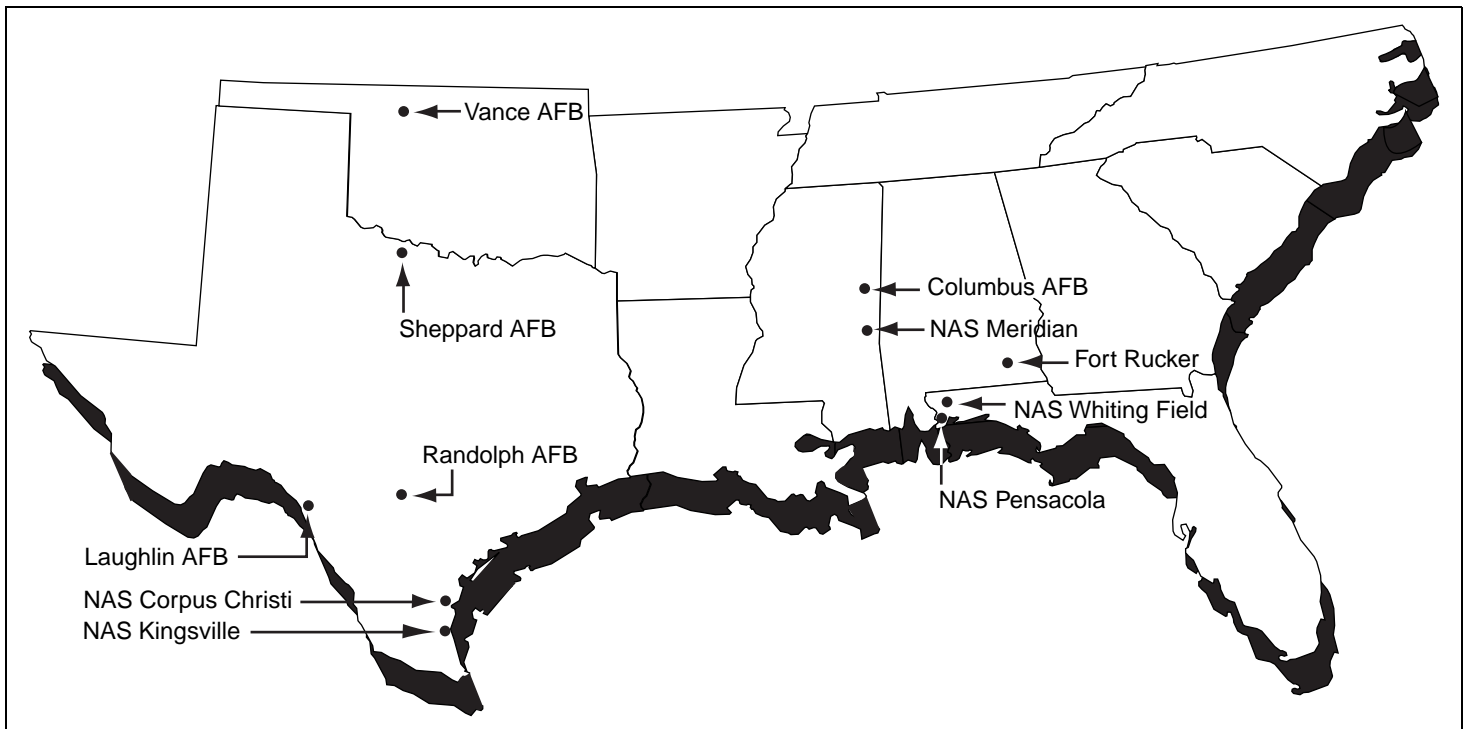 Vance AFB
Sheppard AFB
Columbus AFB
NAS Meridian
Fort Rucker
NAS Whiting Field
Randolph AFB
NAS Pensacola
Laughlin AFB
NAS Corpus Christi
NAS Kingsville